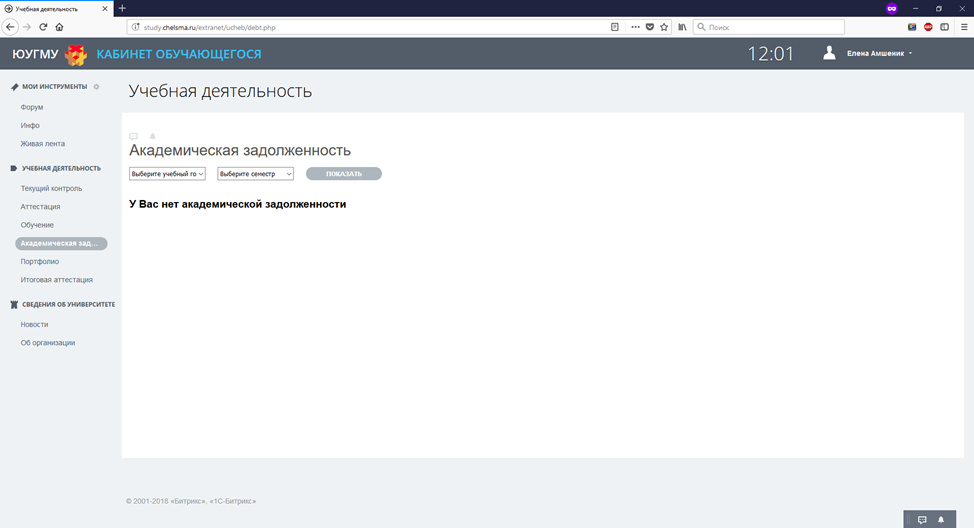 Учебная деятельность
study.chelsma.ru/extranet/ucheb/debt.php
Поиск
ABP
ЮУГМУ КАБИНЕТ ОБУЧАЮЩЕГОСЯ
12:01
Елена Амшеник
МОИ ИНСТРУМЕНТЫ
Форум
Инфо
Живая лента
УЧЕБНАЯ ДЕЯТЕЛЬНОСТЬ
Текущий контроль
Аттестация
Обучение
Академическая зад...
Портфолио
Итоговая аттестация
СВЕДЕНИЯ ОБ УНИВЕРСИТЕТЕ
Новости
Об организации
Учебная деятельность
Академическая задолженность
Выберите учебный го
Выберите семестр
ПОКАЗАТЬ
У Вас нет академической задолженности
© 2001-2018 «Битрикс», «1С-Битрикс»